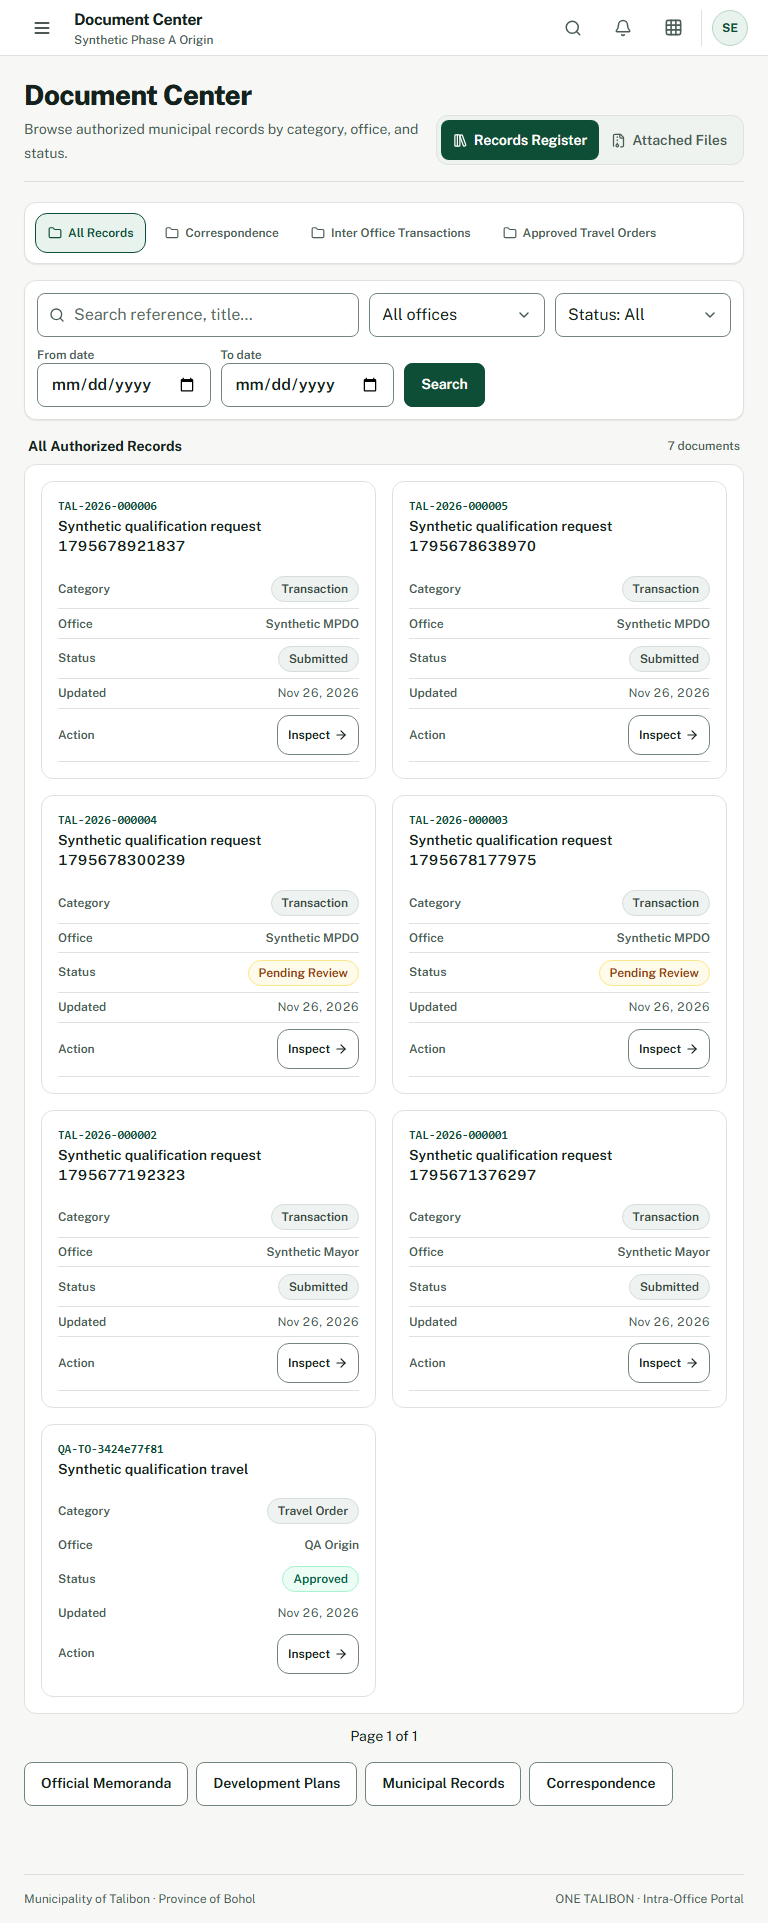 Document Center
Synthetic Phase A Origin
SE
Document Center
Browse authorized municipal records by category, office, and
status.
Records Register
Attached Files
All Records
Correspondence
Inter Office Transactions
Approved Travel Orders
Search reference, title...
All offices
Status: All
From date
To date
mm/dd/yyyy
mm/dd/yyyy
Search
All Authorized Records
7 documents
TAL-2026-000006
Synthetic qualification request
1795678921837
Category
Transaction
Office
Synthetic MPDO
Status
Submitted
Updated
Nov 26, 2026
Action
Inspect →
TAL-2026-000005
Synthetic qualification request
1795678638970
Category
Transaction
Office
Synthetic MPDO
Status
Submitted
Updated
Nov 26, 2026
Action
Inspect →
TAL-2026-000004
Synthetic qualification request
1795678300239
Category
Transaction
Office
Synthetic MPDO
Status
Pending Review
Updated
Nov 26, 2026
Action
Inspect →
TAL-2026-000003
Synthetic qualification request
1795678177975
Category
Transaction
Office
Synthetic MPDO
Status
Pending Review
Updated
Nov 26, 2026
Action
Inspect →
TAL-2026-000002
Synthetic qualification request
1795677192323
Category
Transaction
Office
Synthetic Mayor
Status
Submitted
Updated
Nov 26, 2026
Action
Inspect →
TAL-2026-000001
Synthetic qualification request
1795671376297
Category
Transaction
Office
Synthetic Mayor
Status
Submitted
Updated
Nov 26, 2026
Action
Inspect →
QA-TO-3424e77f81
Synthetic qualification travel
Category
Travel Order
Office
QA Origin
Status
Approved
Updated
Nov 26, 2026
Action
Inspect →
Page 1 of 1
Official Memoranda
Development Plans
Municipal Records
Correspondence
Municipality of Talibon · Province of Bohol
ONE TALIBON · Intra-Office Portal